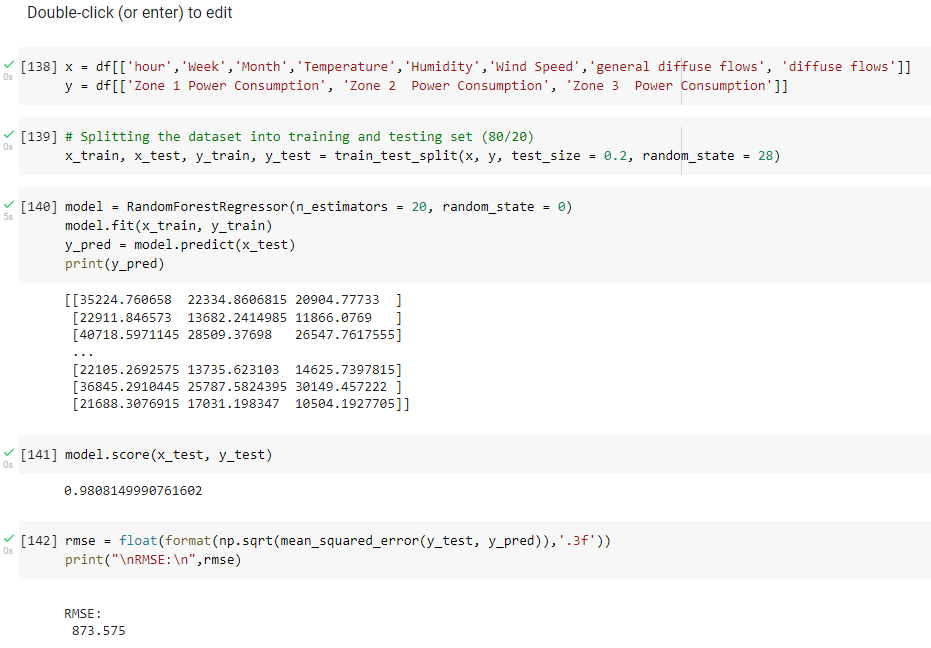 Double-click (or enter) to edit
[138] x = df[['hour','Week','Month','Temperature','Humidity','Wind Speed','general diffuse flows', 'diffuse flows']]
0s
y = df[['Zone 1 Power Consumption', 'Zone 2  Power Consumption', 'Zone 3  Power Consumption']]
[139] # Splitting the dataset into training and testing set (80/20)
0s
x_train, x_test, y_train, y_test = train_test_split(x, y, test_size = 0.2, random_state = 28)
[140] model = RandomForestRegressor(n_estimators = 20, random_state = 0)
5s
model.fit(x_train, y_train)
y_pred = model.predict(x_test)
print(y_pred)
[[35224.760658  22334.8606815 20904.77733  ]
[22911.846573  13682.2414985 11866.0769   ]
[40718.5971145 28509.37698   26547.7617555]
...
[22105.2692575 13735.623103  14625.7397815]
[36845.2910445 25787.5824395 30149.457222 ]
[21688.3076915 17031.198347  10504.1927705]]
[141] model.score(x_test, y_test)
0s
0.9808149990761602
[142] rmse = float(format(np.sqrt(mean_squared_error(y_test, y_pred)),'.3f'))
0s
print("\nRMSE:\n",rmse)
RMSE:
873.575